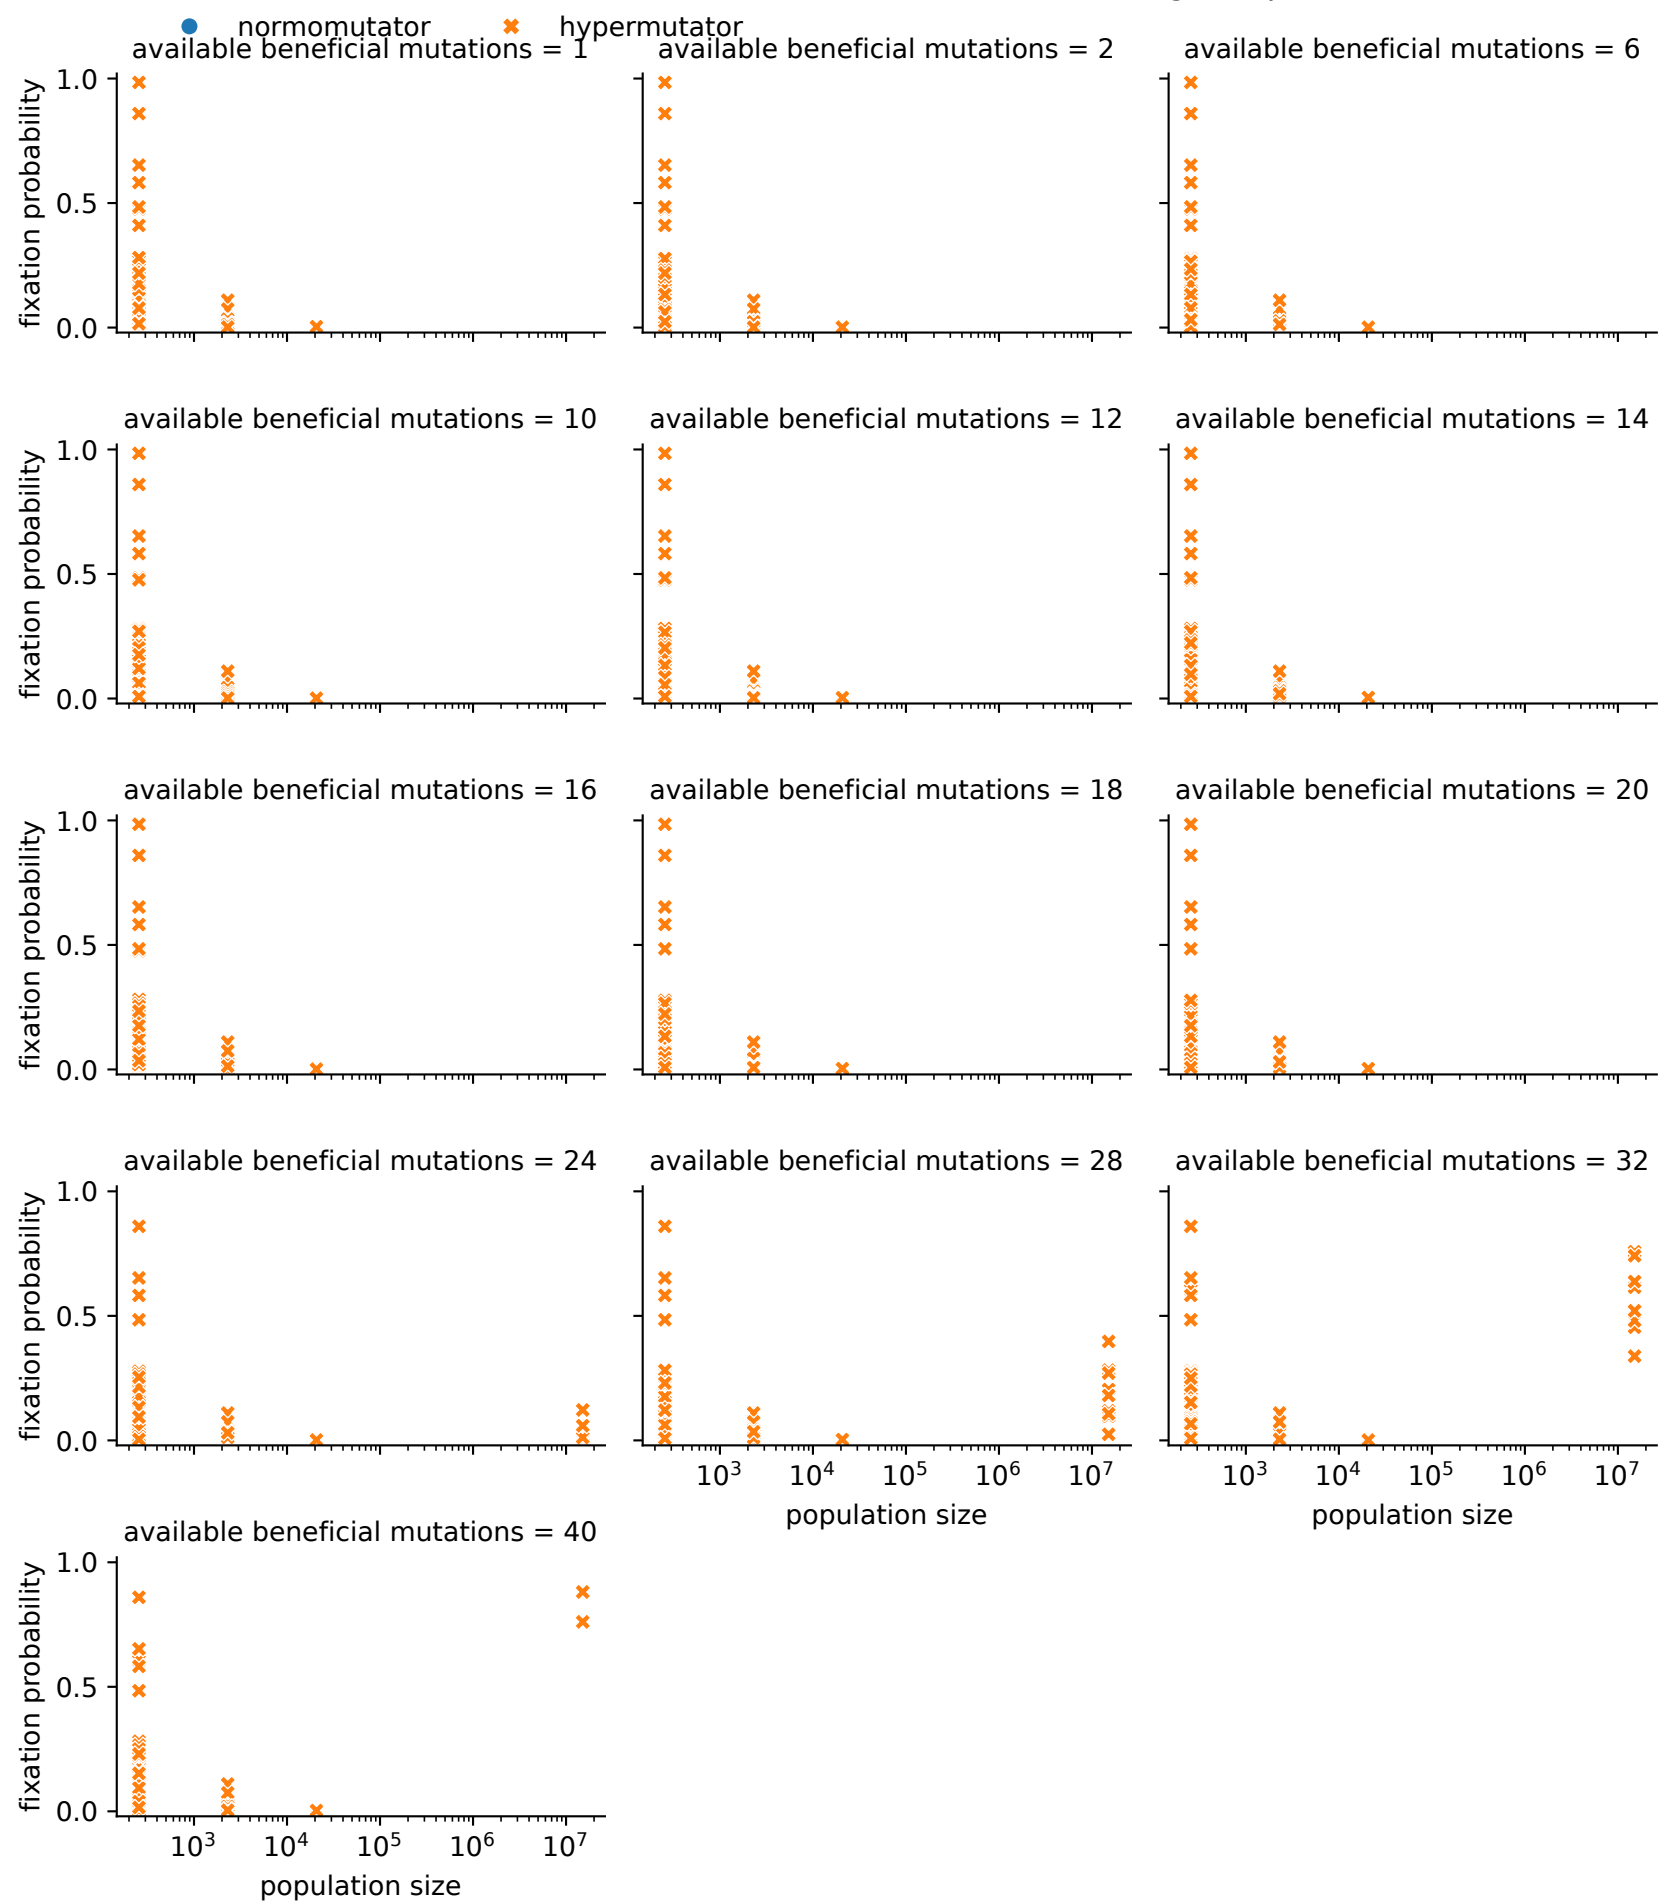 normomutator hypermutator
available beneficial mutations = 1 available beneficial mutations = 2 available beneficial mutations = 6
1.0
0.5
0.0
fixation probability
available beneficial mutations = 10 available beneficial mutations = 12 available beneficial mutations = 14
1.0
0.5
0.0
fixation probability
available beneficial mutations = 16 available beneficial mutations = 18 available beneficial mutations = 20
1.0
0.5
0.0
fixation probability
available beneficial mutations = 24 available beneficial mutations = 28 available beneficial mutations = 32
1.0
0.5
0.0
fixation probability
10³ 10⁴ 10⁵ 10⁶ 10⁷ 10³ 10⁴ 10⁵ 10⁶ 10⁷
population size population size
available beneficial mutations = 40
1.0
0.5
0.0
fixation probability
10³ 10⁴ 10⁵ 10⁶ 10⁷
population size